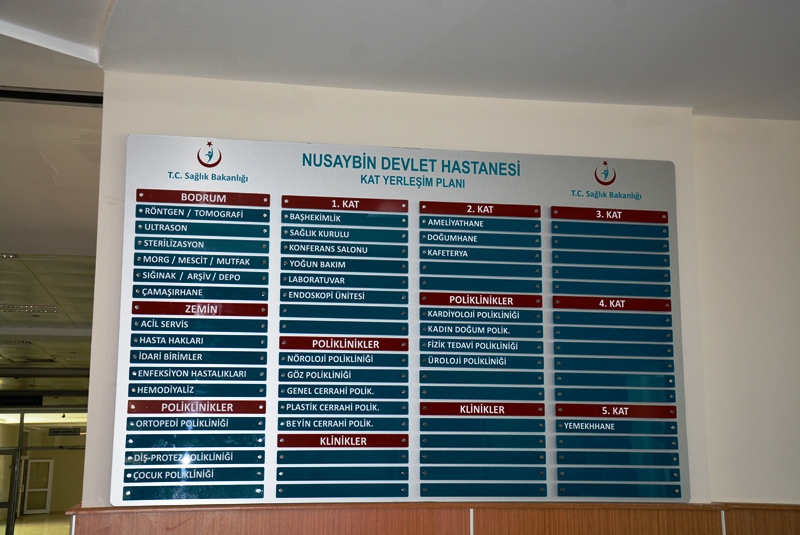 T.C. Sağlık Bakanlığı
NUSAYBİN DEVLET HASTANESİ
KAT YERLEŞİM PLANI
T.C. Sağlık Bakanlığı
BODRUM
RÖNTGEN / TOMOGRAFİ
ULTRASON
STERİLİZASYON
MORG / MESCİT / MUTFAK
SIĞINAK / ARŞİV/ DEPO
ÇAMAŞIRHANE
ZEMİN
ACİL SERVİS
HASTA HAKLARI
İDARİ BİRİMLER
ENFEKSİYON HASTALIKLARI
HEMODİYALİZ
POLİKLİNİKLER
ORTOPEDİ POLİKLİNİĞİ
DİŞ-PROTEZ POLİKLİNİĞİ
ÇOCUK POLİKLİNİĞİ
1. KAT
BAŞHEKİMLİK
SAĞLIK KURULU
KONFERANS SALONU
YOĞUN BAKIM
LABORATUVAR
ENDOSKOPİ ÜNİTESİ
POLİKLİNİKLER
NÖROLOJİ POLİKLİNİĞİ
GÖZ POLİKLİNİĞİ
GENEL CERRAHİ POLİK.
PLASTİK CERRAHİ POLİK.
BEYİN CERRAHİ POLİK.
KLİNİKLER
2. KAT
AMELİYATHANE
DOĞUMHANE
KAFETERYA
POLİKLİNİKLER
KARDİYOLOJİ POLİKLİNİĞİ
KADIN DOĞUM POLİK.
FİZİK TEDAVİ POLİKLİNİĞİ
ÜROLOJİ POLİKLİNİĞİ
KLİNİKLER
3. KAT
4. KAT
5. KAT
YEMEKHHANE